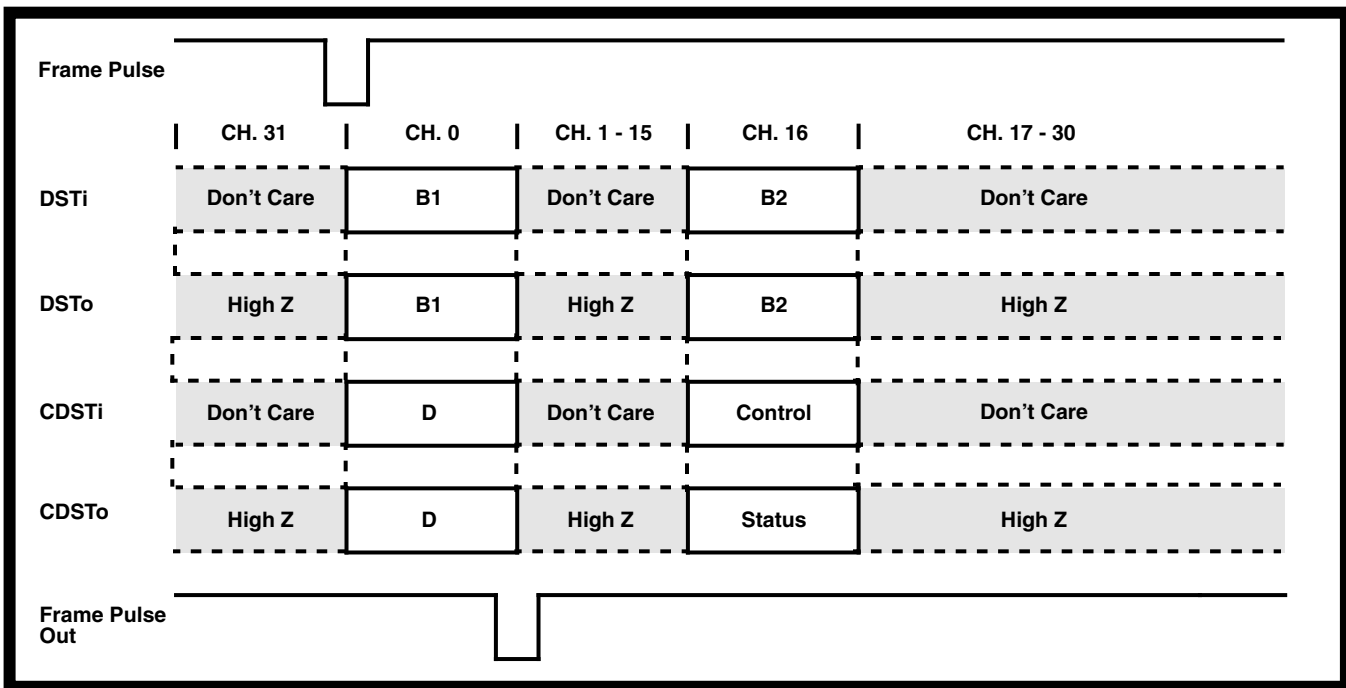 Frame Pulse
CH. 31 CH. 0 CH. 1 - 15 CH. 16 CH. 17 - 30
DSTi Don't Care B1 Don't Care B2 Don't Care
DSTo High Z B1 High Z B2 High Z
CDSTi Don't Care D Don't Care Control Don't Care
CDSTo High Z D High Z Status High Z
Frame Pulse
Out